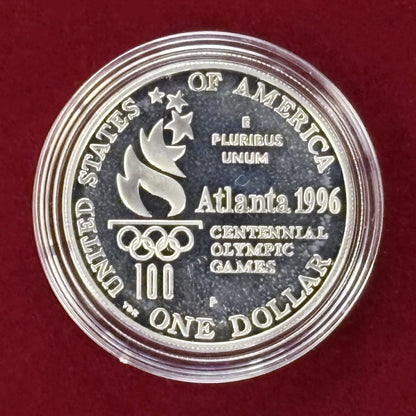 UNITED STATES OF AMERICA
E
PLURIBUS
UNUM
Atlanta 1996
CENTENNIAL
OLYMPIC
GAMES
100
P
ONE DOLLAR